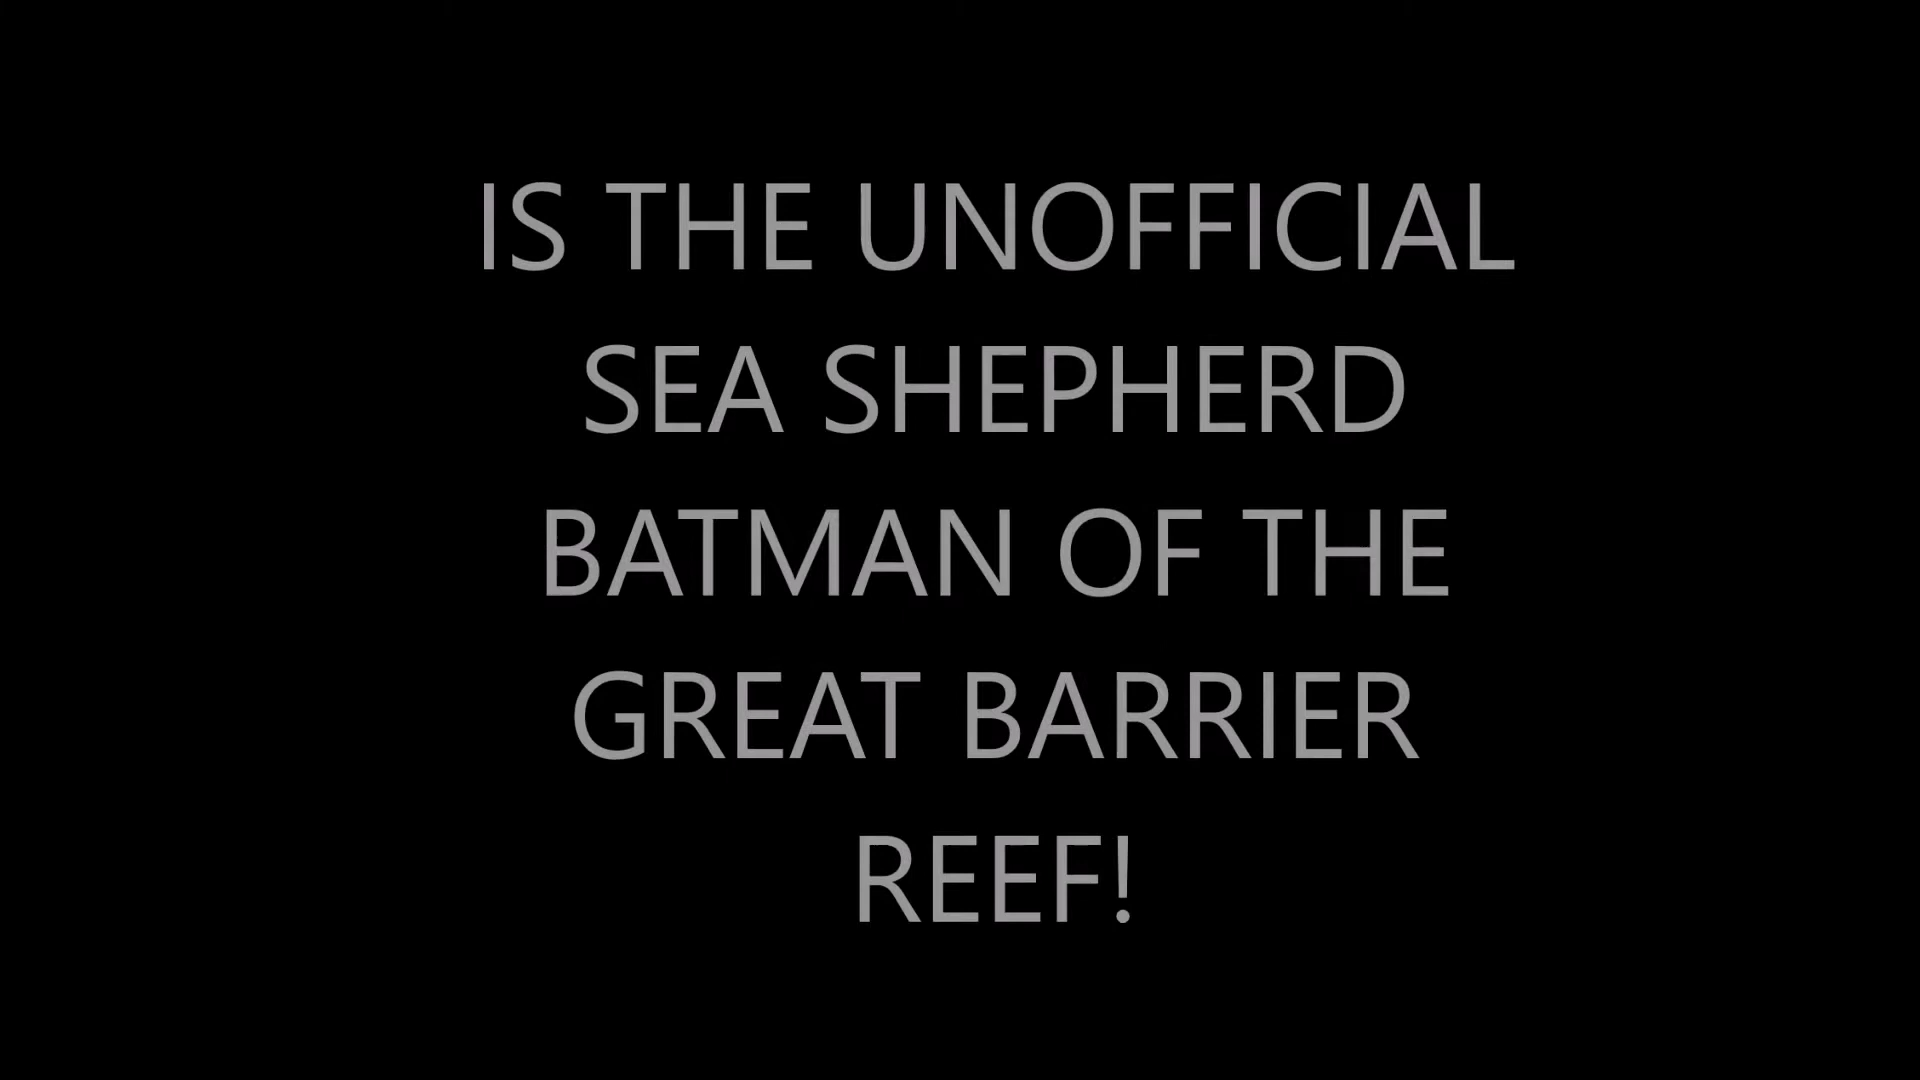 IS THE UNOFFICIAL
SEA SHEPHERD
BATMAN OF THE
GREAT BARRIER
REEF!